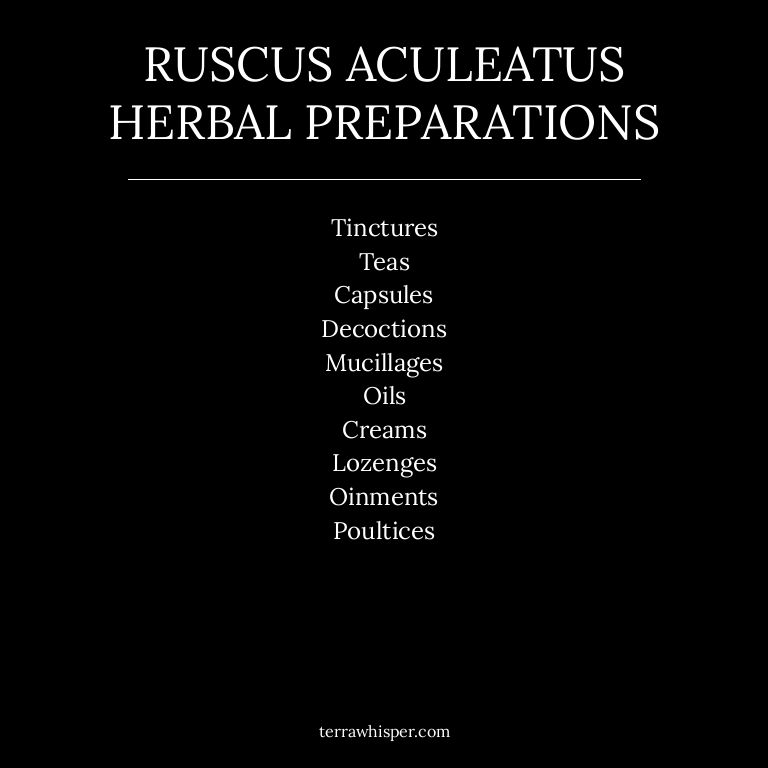 RUSCUS ACULEATUS
HERBAL PREPARATIONS
Tinctures
Teas
Capsules
Decoctions
Mucillages
Oils
Creams
Lozenges
Oinments
Poultices
terrawhisper.com